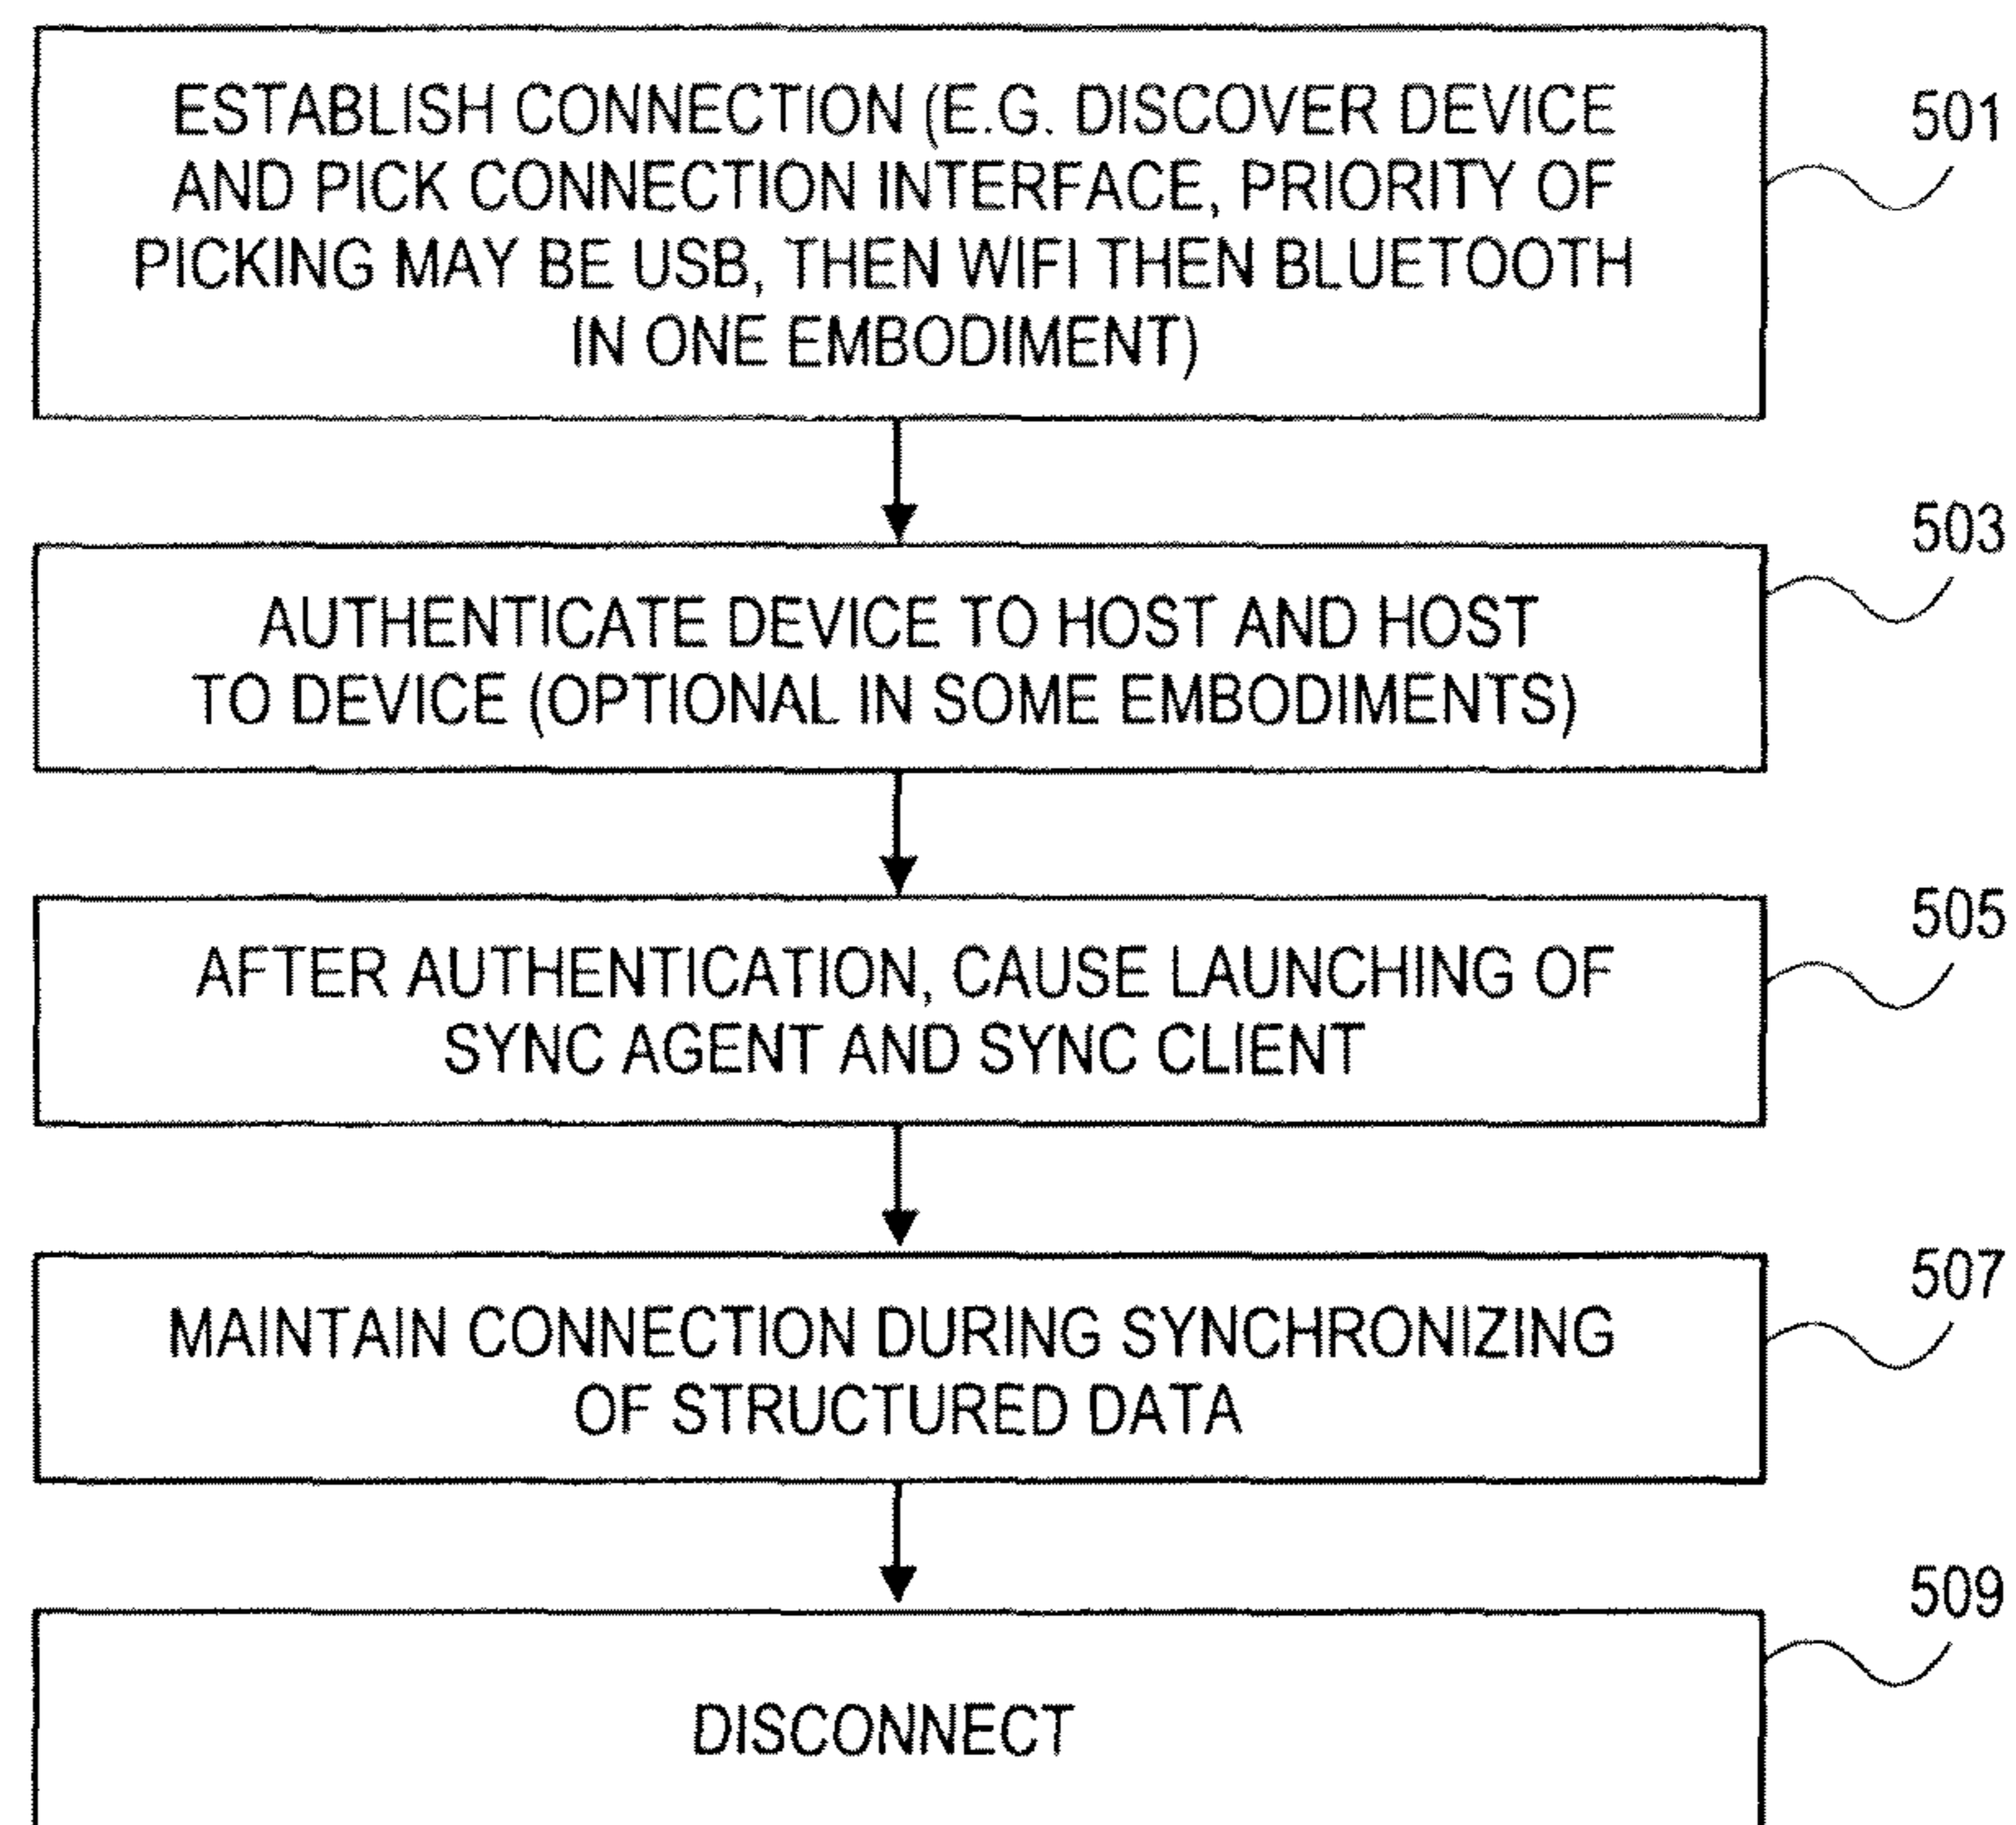 ESTABLISH CONNECTION (E.G. DISCOVER DEVICE
AND PICK CONNECTION INTERFACE, PRIORITY OF
PICKING MAY BE USB, THEN WIFI THEN BLUETOOTH
IN ONE EMBODIMENT)
501
AUTHENTICATE DEVICE TO HOST AND HOST
TO DEVICE (OPTIONAL IN SOME EMBODIMENTS)
503
AFTER AUTHENTICATION, CAUSE LAUNCHING OF
SYNC AGENT AND SYNC CLIENT
505
MAINTAIN CONNECTION DURING SYNCHRONIZING
OF STRUCTURED DATA
507
DISCONNECT
509